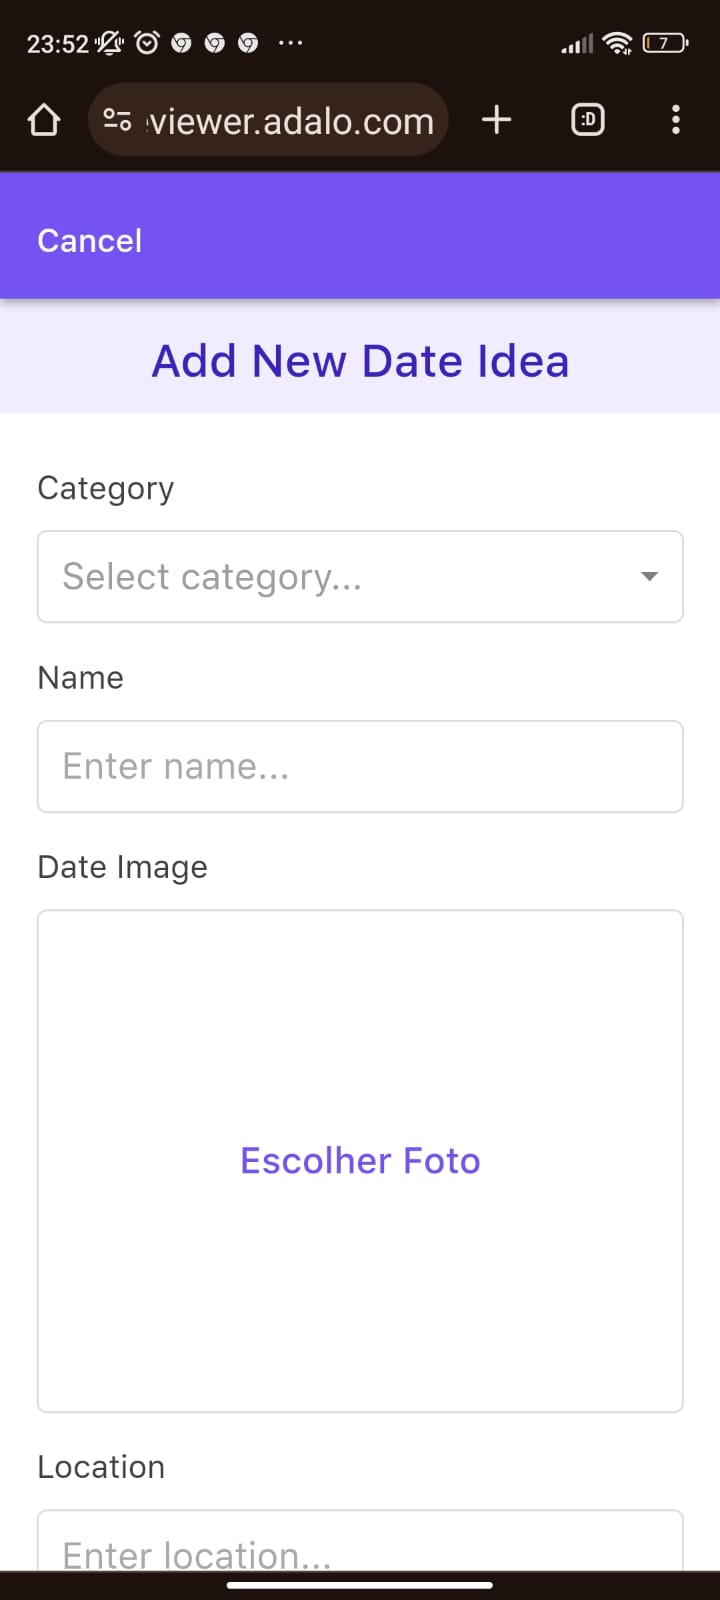 23:52
7
viewer.adalo.com
:D
Cancel
Add New Date Idea
Category
Select category...
Name
Enter name...
Date Image
Escolher Foto
Location
Enter location...